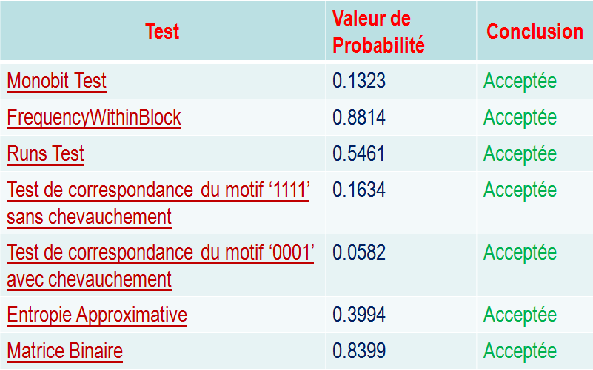 Test Valeur de Probabilité Conclusion
Monobit Test 0.1323 Acceptée
FrequencyWithinBlock 0.8814 Acceptée
Runs Test 0.5461 Acceptée
Test de correspondance du motif ‘1111’ 0.1634 Acceptée
sans chevauchement
Test de correspondance du motif ‘0001’ 0.0582 Acceptée
avec chevauchement
Entropie Approximative 0.3994 Acceptée
Matrice Binaire 0.8399 Acceptée